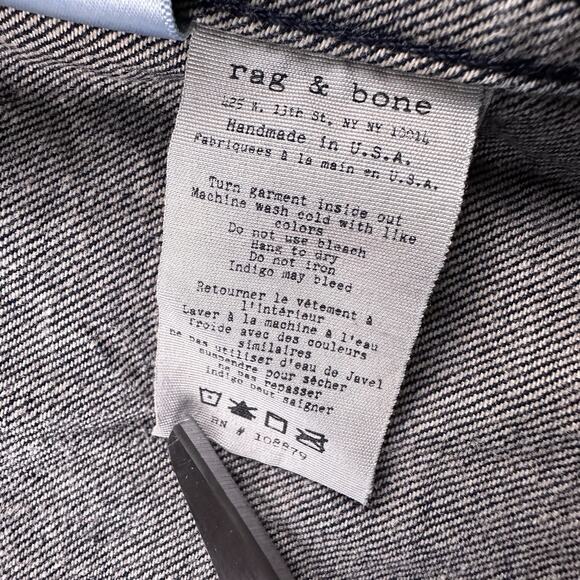 rag & bone
425 W. 13th St, NY NY 10014
Handmade in U.S.A.
Fabriquees à la main en U.S.A.
Turn garment inside out
Machine wash cold with like
colors
Do not use bleach
Hang to dry
Do not iron
Indigo may bleed
Retourner le vêtement à
l'intérieur
Laver à la machine à l'eau
froide avec des couleurs
similaires
ne pas utiliser d'eau de Javel
suspendre pour sécher
ne pas repasser
indigo peut saigner
RN # 108879